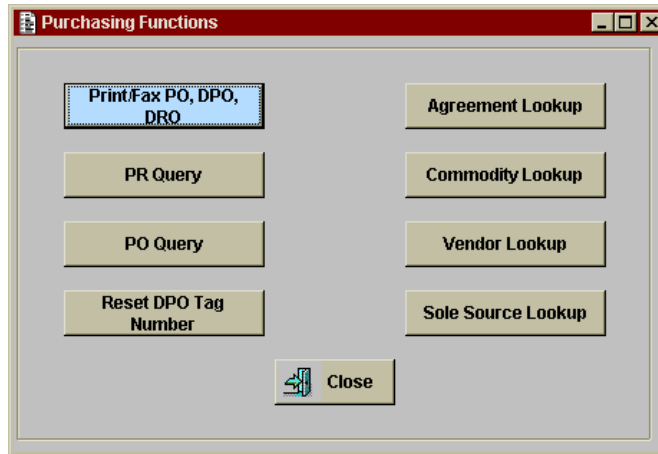 Purchasing Functions
Print/Fax PO, DPO,
DRO
Agreement Lookup
PR Query
Commodity Lookup
PO Query
Vendor Lookup
Reset DPO Tag
Number
Sole Source Lookup
Close